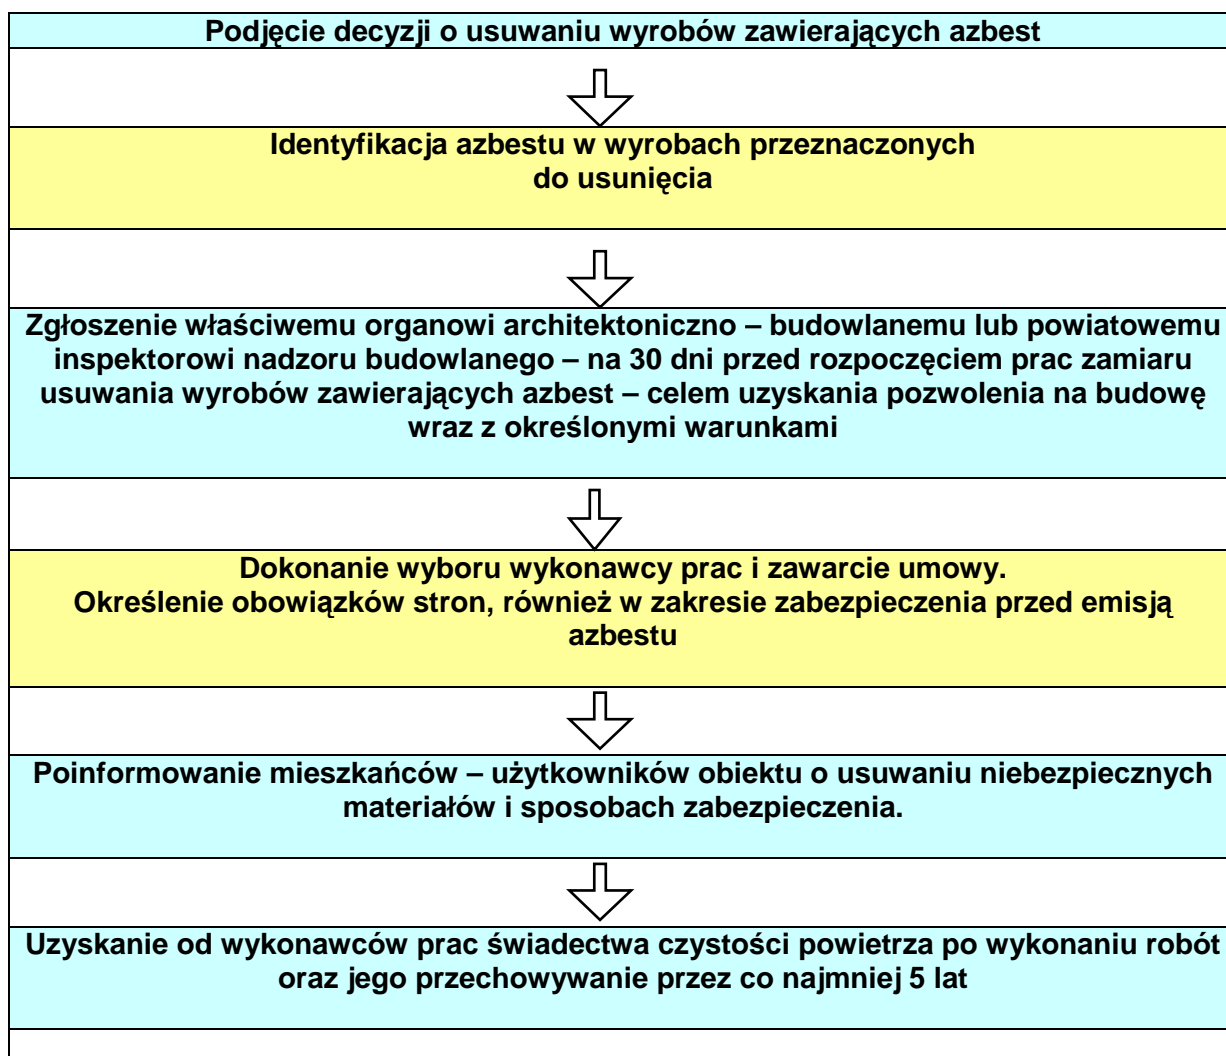 Podjęcie decyzji o usuwaniu wyrobów zawierających azbest
Identyfikacja azbestu w wyrobach przeznaczonych
do usunięcia
Zgłoszenie właściwemu organowi architektoniczno – budowlanemu lub powiatowemu
inspektorowi nadzoru budowlanego – na 30 dni przed rozpoczęciem prac zamiaru
usuwania wyrobów zawierających azbest – celem uzyskania pozwolenia na budowę
wraz z określonymi warunkami
Dokonanie wyboru wykonawcy prac i zawarcie umowy.
Określenie obowiązków stron, również w zakresie zabezpieczenia przed emisją
azbestu
Poinformowanie mieszkańców – użytkowników obiektu o usuwaniu niebezpiecznych
materiałów i sposobach zabezpieczenia.
Uzyskanie od wykonawców prac świadectwa czystości powietrza po wykonaniu robót
oraz jego przechowywanie przez co najmniej 5 lat